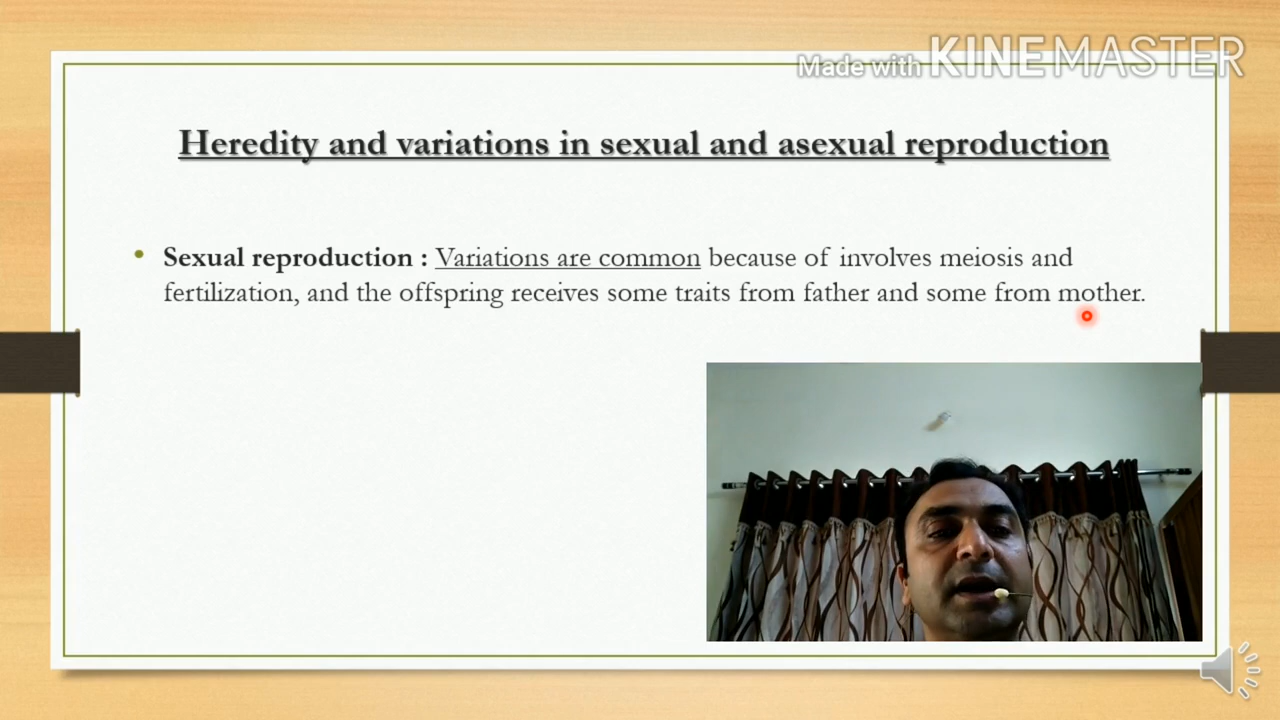 Made with KINEMASTER
Heredity and variations in sexual and asexual reproduction
• Sexual reproduction : Variations are common because of involves meiosis and
fertilization, and the offspring receives some traits from father and some from mother.